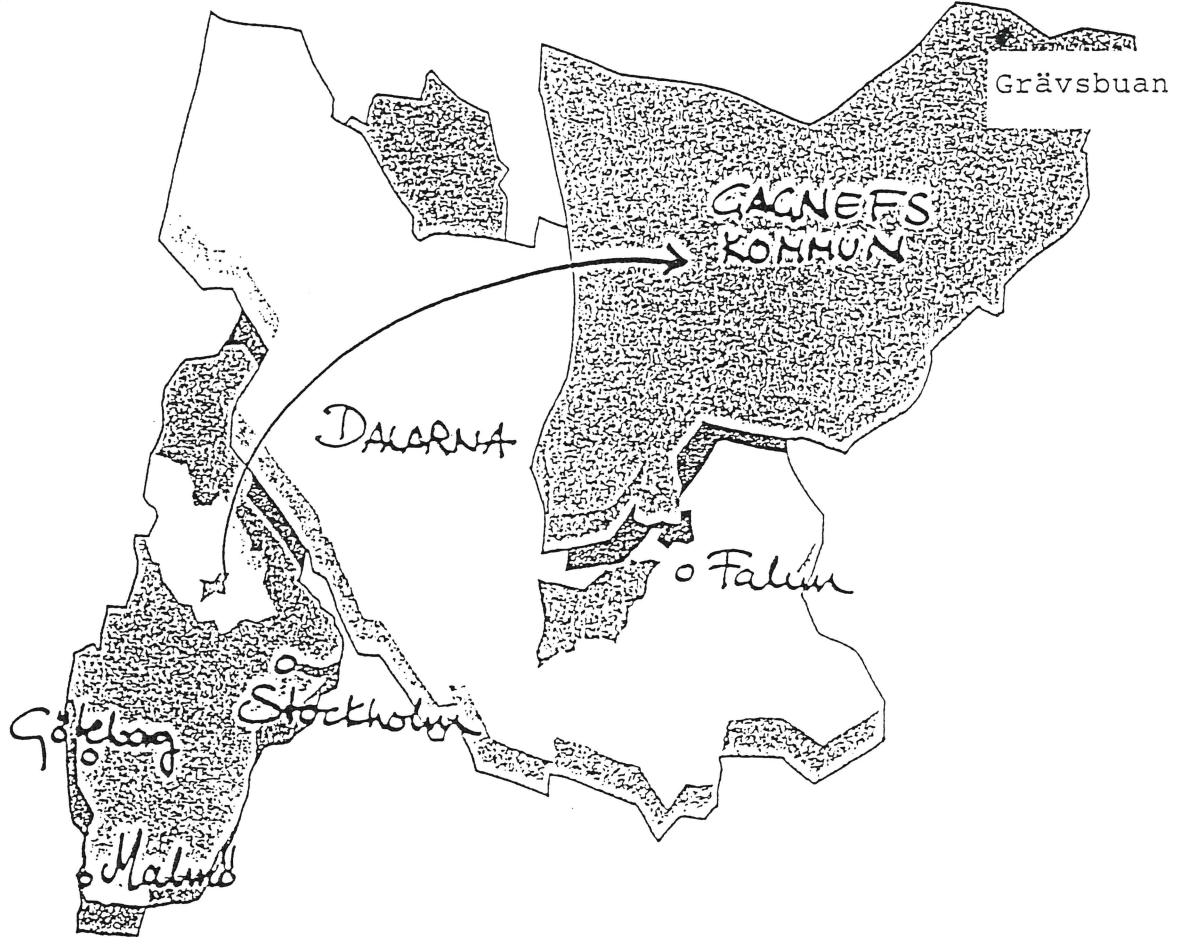 Grävsbuan
GAGNEFS
KOMMUN
DALARNA
Falun
Stockholm
Göteborg
Malmö